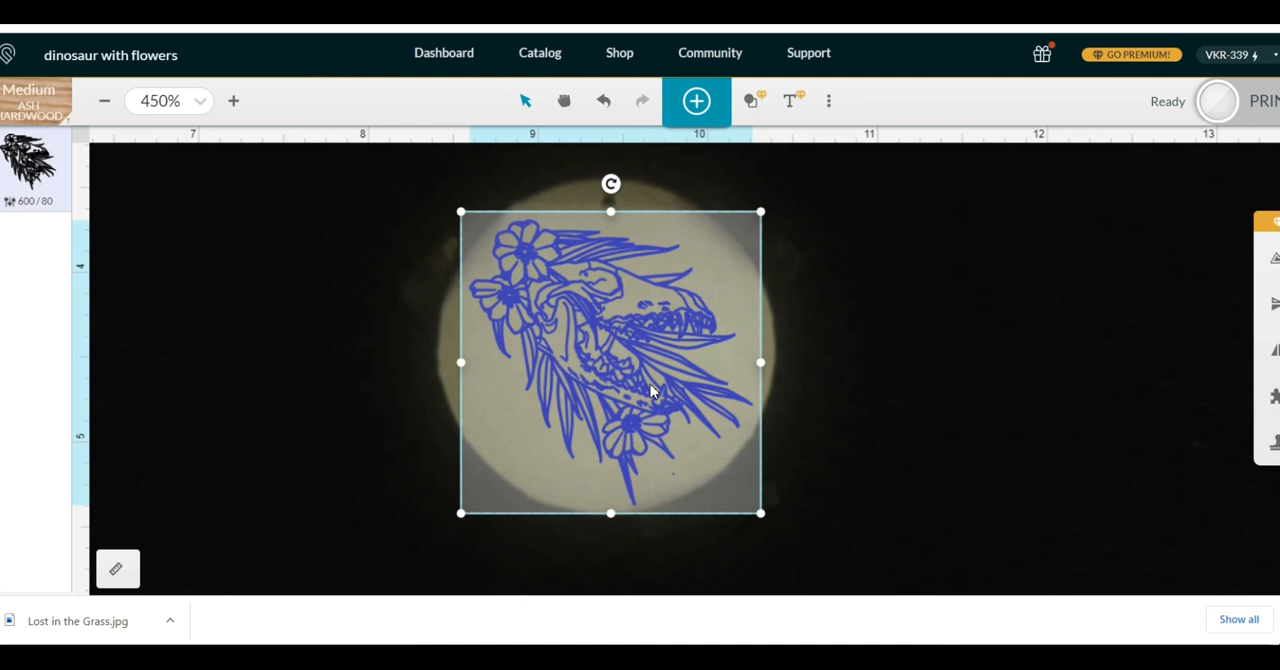 dinosaur with flowers
Dashboard
Catalog
Shop
Community
Support
GO PREMIUM!
VKR-339
Medium
ASH
HARDWOOD
450%
T
Ready
PRIN
7
8
9
10
11
12
13
600 / 80
4
5
Lost in the Grass.jpg
Show all